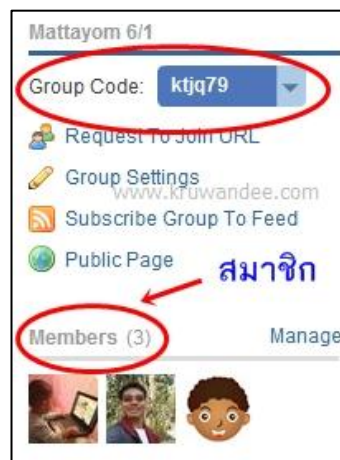 Mattayom 6/1
Group Code: ktjq79
Request To Join URL
Group Settings
www.kruwandee.com
Subscribe Group To Feed
Public Page
สมาชิก
Members (3) Manage